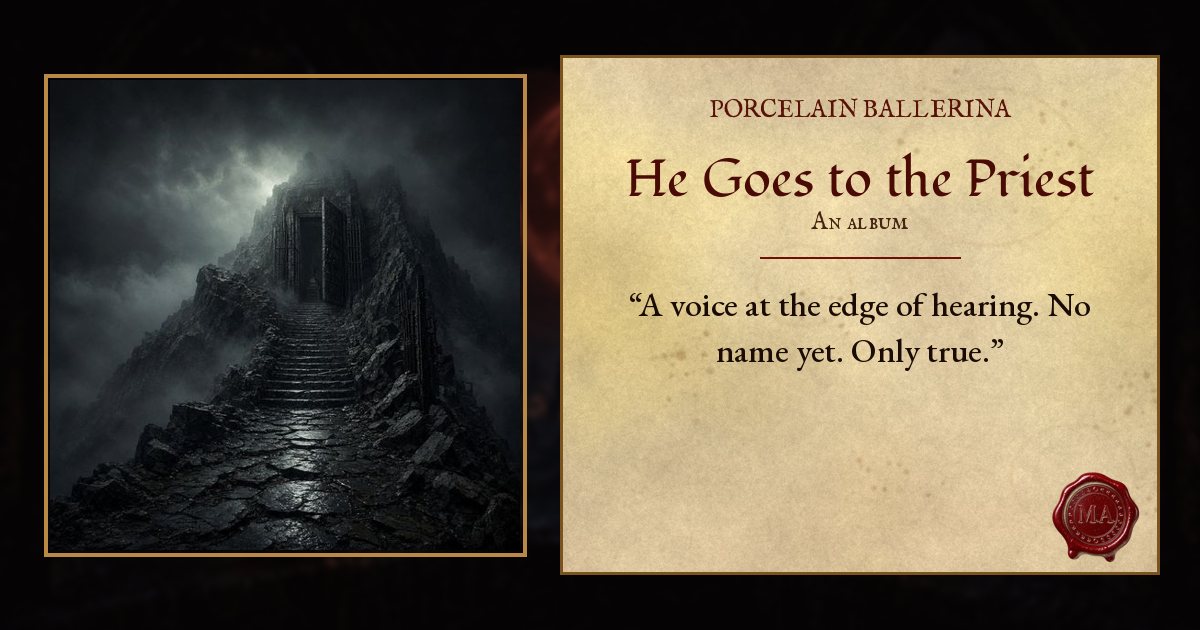 PORCELAIN BALLERINA
He Goes to the Priest
An album
“A voice at the edge of hearing. No
name yet. Only true.”
MA